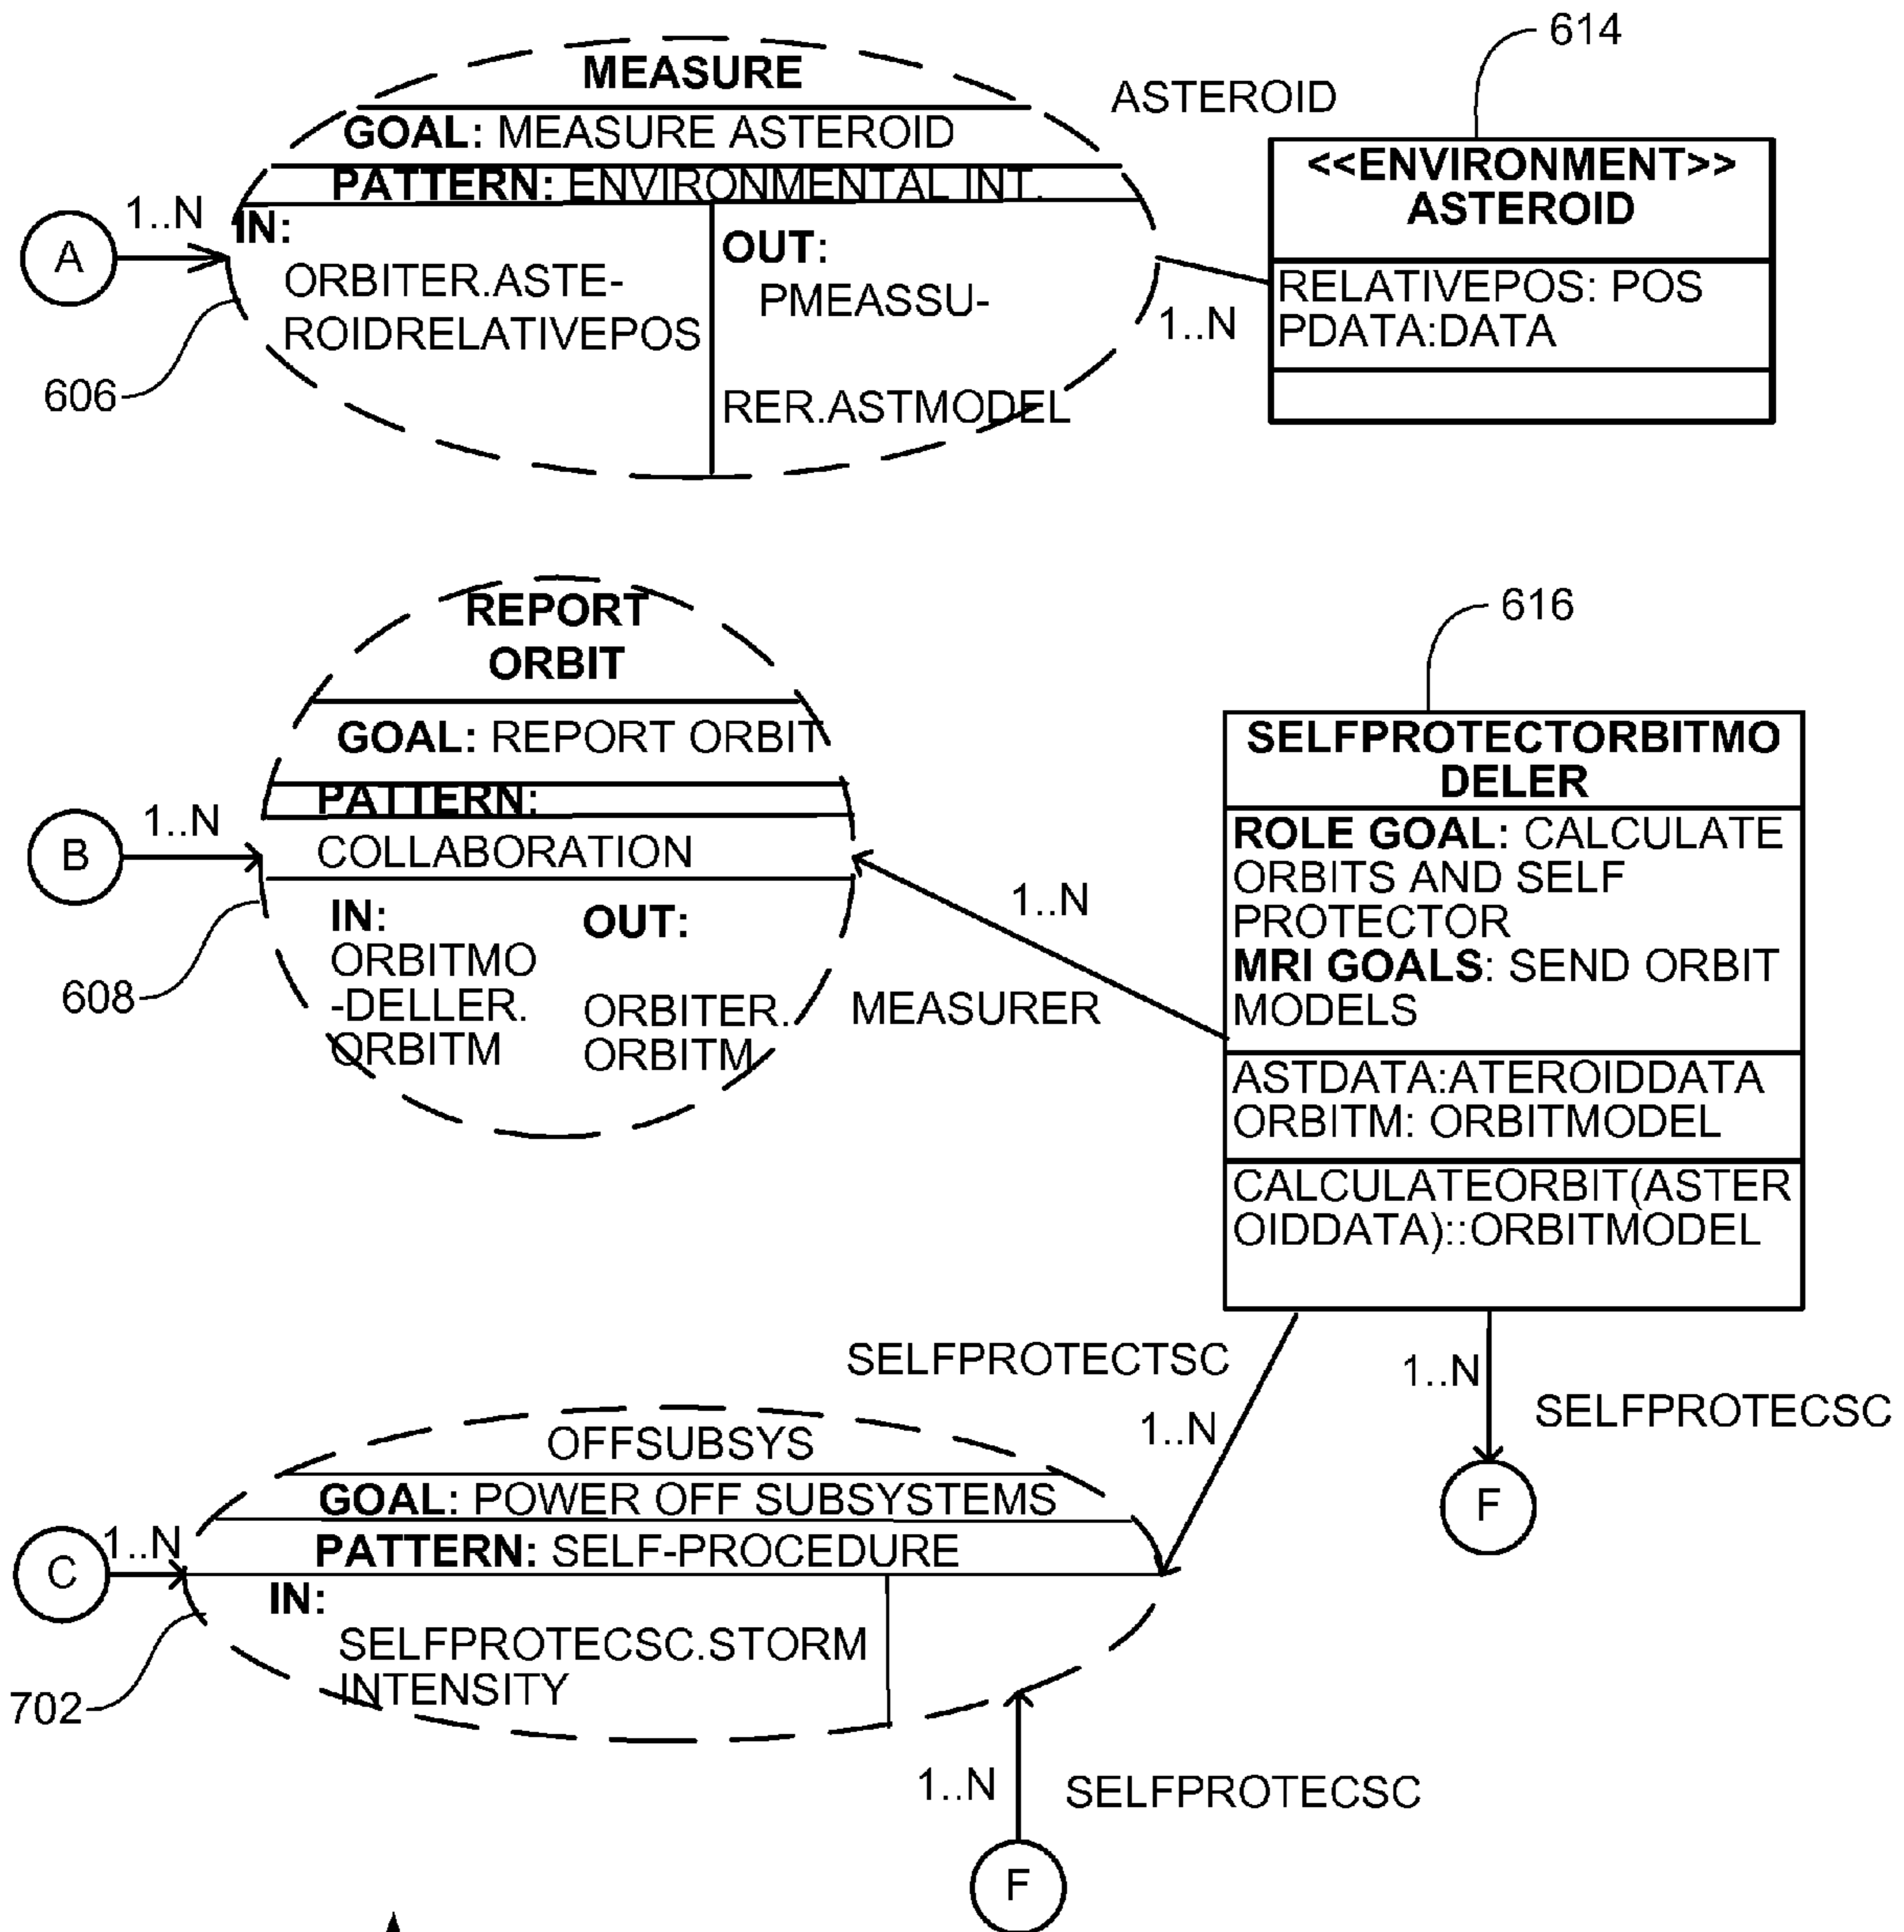 614
MEASURE
ASTEROID
GOAL: MEASURE ASTEROID
<<ENVIRONMENT>>
ASTEROID
PATTERN: ENVIRONMENTAL INT.
1..N
IN:
OUT:
A
ORBITER.ASTE-
ROIDRELATIVEPOS
PMEASSU-
RER.ASTMODEL
RELATIVEPOS: POS
PDATA:DATA
1..N
606
REPORT
ORBIT
616
GOAL: REPORT ORBIT
PATTERN:
COLLABORATION
1..N
B
IN:
ORBITMO
-DELLER.
ORBITM
OUT:
ORBITER.
ORBITM
608
1..N
MEASURER
SELFPROTECTORBITMO
DELER
ROLE GOAL: CALCULATE
ORBITS AND SELF
PROTECTOR
MRI GOALS: SEND ORBIT
MODELS
ASTDATA:ATEROIDDATA
ORBITM: ORBITMODEL
CALCULATEORBIT(ASTER
OIDDATA)::ORBITMODEL
SELFPROTECTSC
1..N
1..N
SELFPROTECSC
F
OFFSUBSYS
GOAL: POWER OFF SUBSYSTEMS
PATTERN: SELF-PROCEDURE
1..N
C
IN:
SELFPROTECSC.STORM
INTENSITY
702
1..N
SELFPROTECSC
F